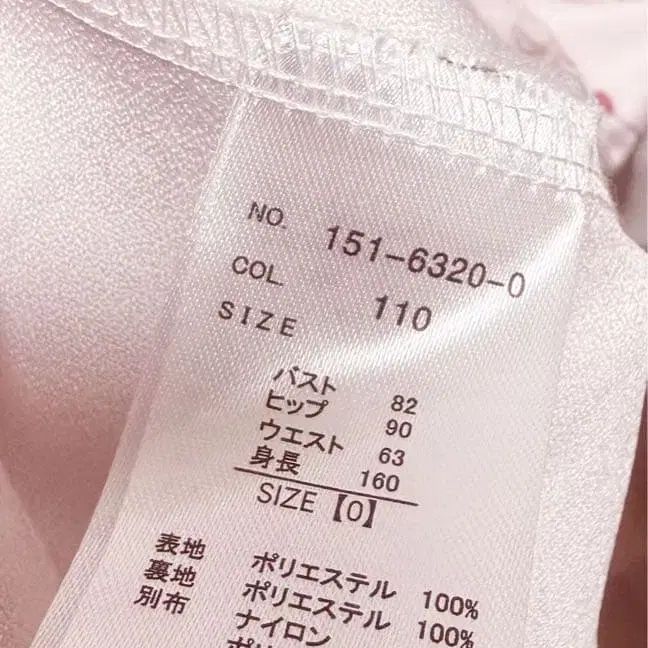 NO. 151-6320-0
COL 110
SIZE
バスト 82
ヒップ 90
ウエスト 63
身長 160
SIZE【0】
表地 ポリエステル 100%
裏地 ポリエステル 100%
別布 ナイロン